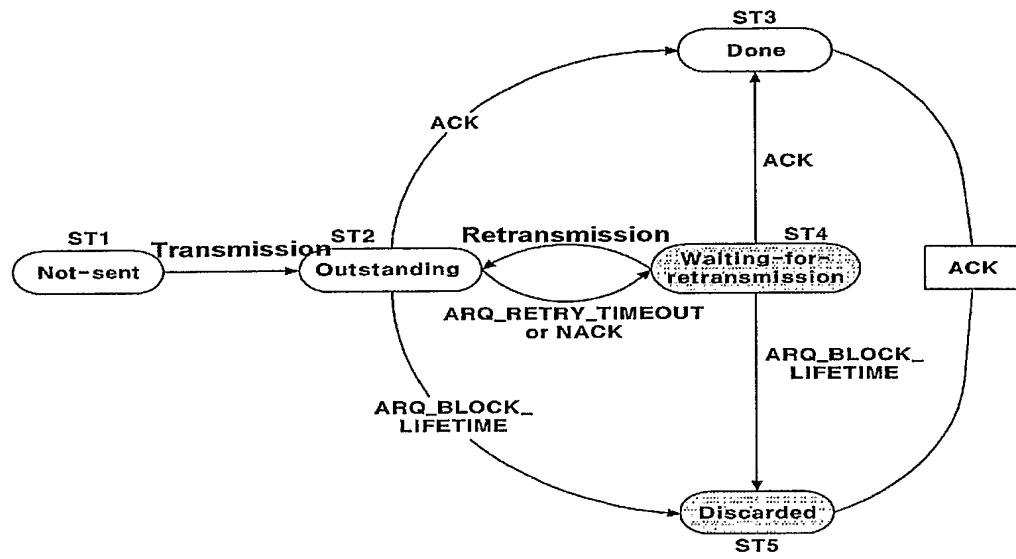 ST3
Done
ACK
ACK
ST1
Transmission
ST2
Retransmission
ST4
Not-sent
Outstanding
Waiting-for-
retransmission
ACK
ARQ_RETRY_TIMEOUT
or NACK
ARQ_BLOCK_
LIFETIME
ARQ_BLOCK_
LIFETIME
Discarded
ST5